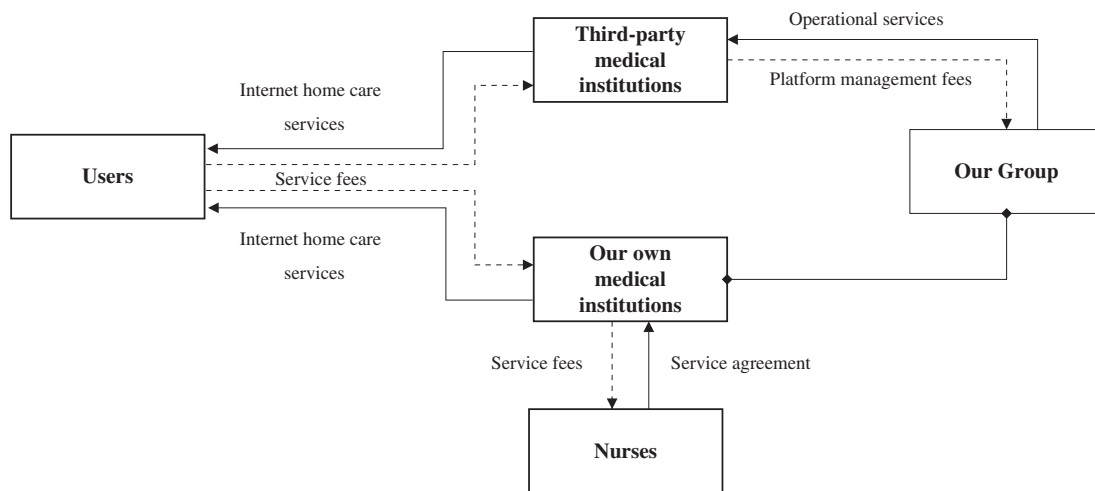 Third-party
medical
institutions
Operational services
Platform management fees
Internet home care
services
Users
Service fees
Our Group
Internet home care
services
Our own
medical
institutions
Service fees
Service agreement
Nurses